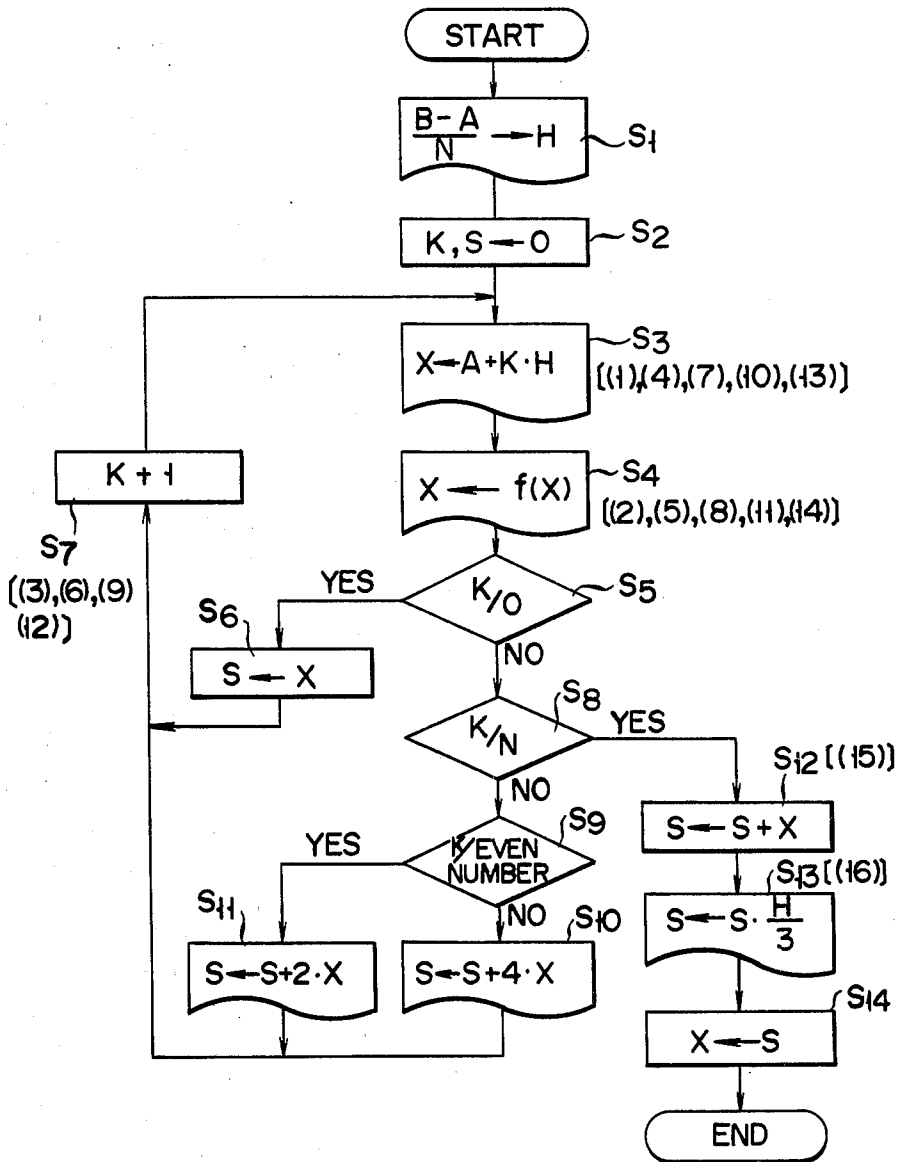 START
B-A
N → H
S1
K, S ← 0
S2
X ← A+K·H
S3
[(1),(4),(7),(10),(13)]
K + 1
S7
[(3),(6),(9)
(12)]
X ← f(X)
S4
[(2),(5),(8),(11),(14)]
K/0
S5
YES
NO
S6
S ← X
K/N
S8
YES
NO
S12 [(15)]
S ← S + X
K/EVEN
NUMBER
S9
YES
NO
S13 [(16)]
S ← S · H
3
S11
S ← S+2·X
S10
S ← S+4·X
S14
X ← S
END